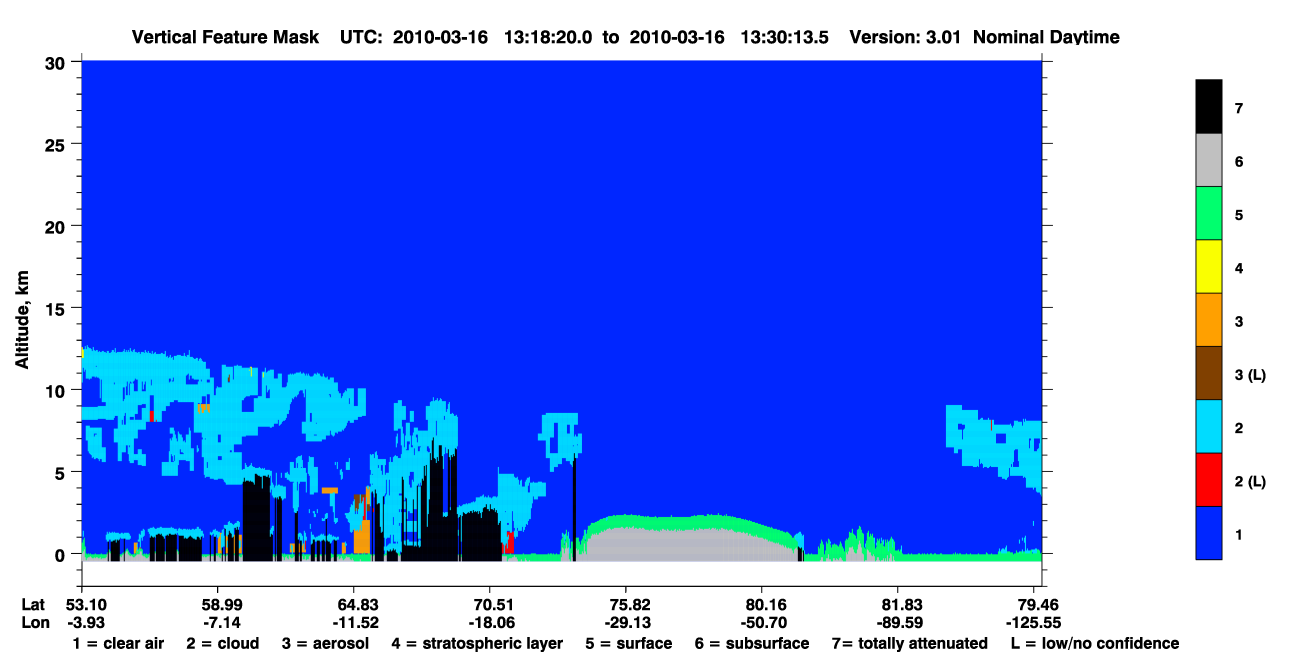 Vertical Feature Mask UTC: 2010-03-16 13:18:20.0 to 2010-03-16 13:30:13.5 Version: 3.01 Nominal Daytime
30
25
20
15
10
5
0
Altitude, km
7
6
5
4
3
3 (L)
2
2 (L)
1
Lat 53.10 58.99 64.83 70.51 75.82 80.16 81.83 79.46
Lon -3.93 -7.14 -11.52 -18.06 -29.13 -50.70 -89.59 -125.55
1 = clear air 2 = cloud 3 = aerosol 4 = stratospheric layer 5 = surface 6 = subsurface 7= totally attenuated L = low/no confidence